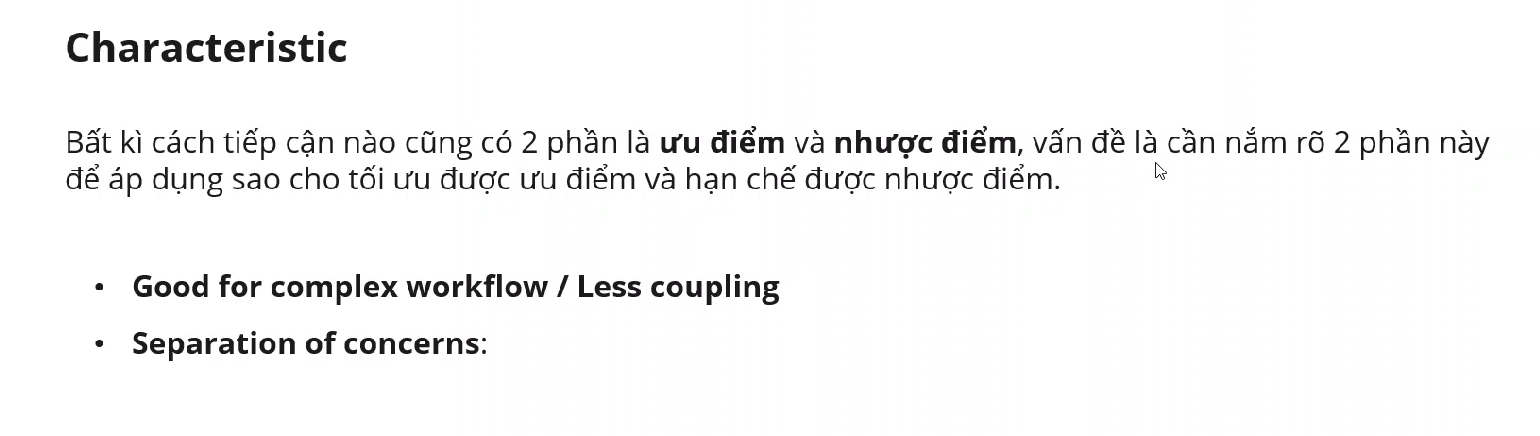 Characteristic
Bất kì cách tiếp cận nào cũng có 2 phần là ưu điểm và nhược điểm, vấn đề là cần nắm rõ 2 phần này
để áp dụng sao cho tối ưu được ưu điểm và hạn chế được nhược điểm.
• Good for complex workflow / Less coupling
• Separation of concerns: